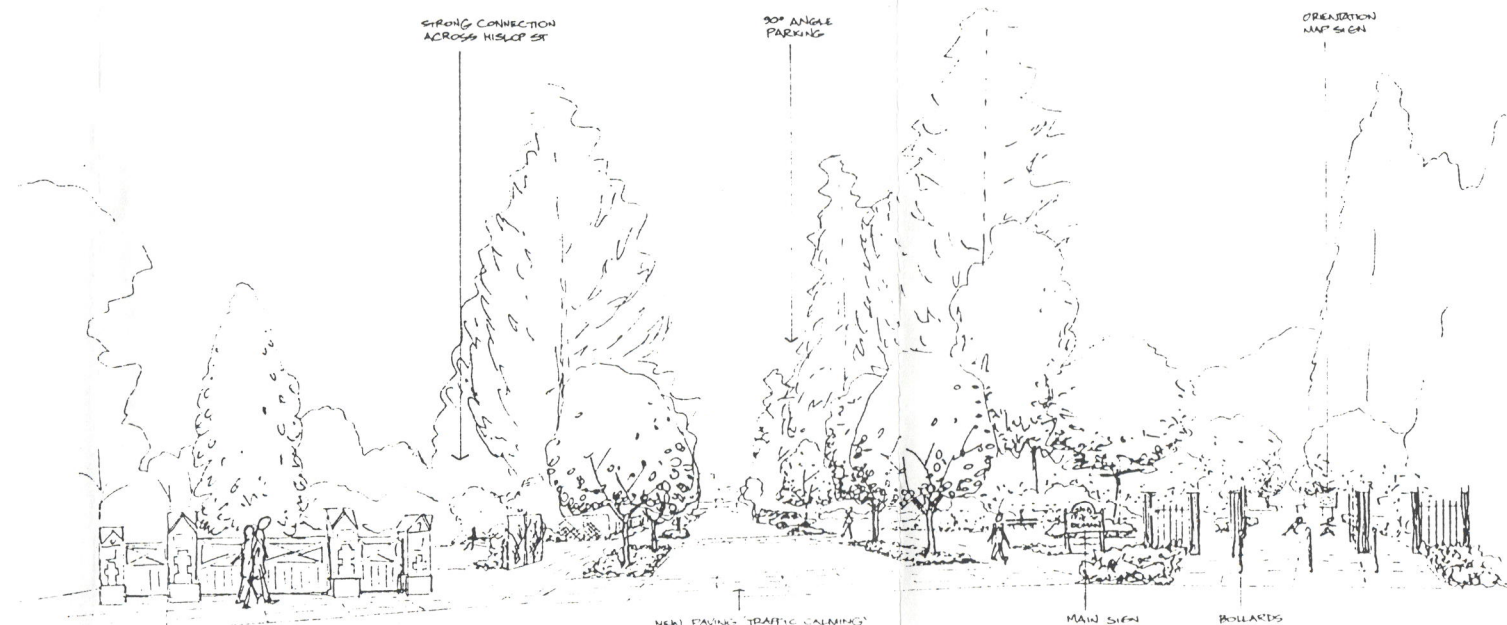 STRONG CONNECTION
ACROSS HISLOP ST
90° ANGLE
PARKING
ORIENTATION
MAP SIGN
NEW PAVING 'TRAFFIC CALMING'
MAIN SIGN
BOLLARDS